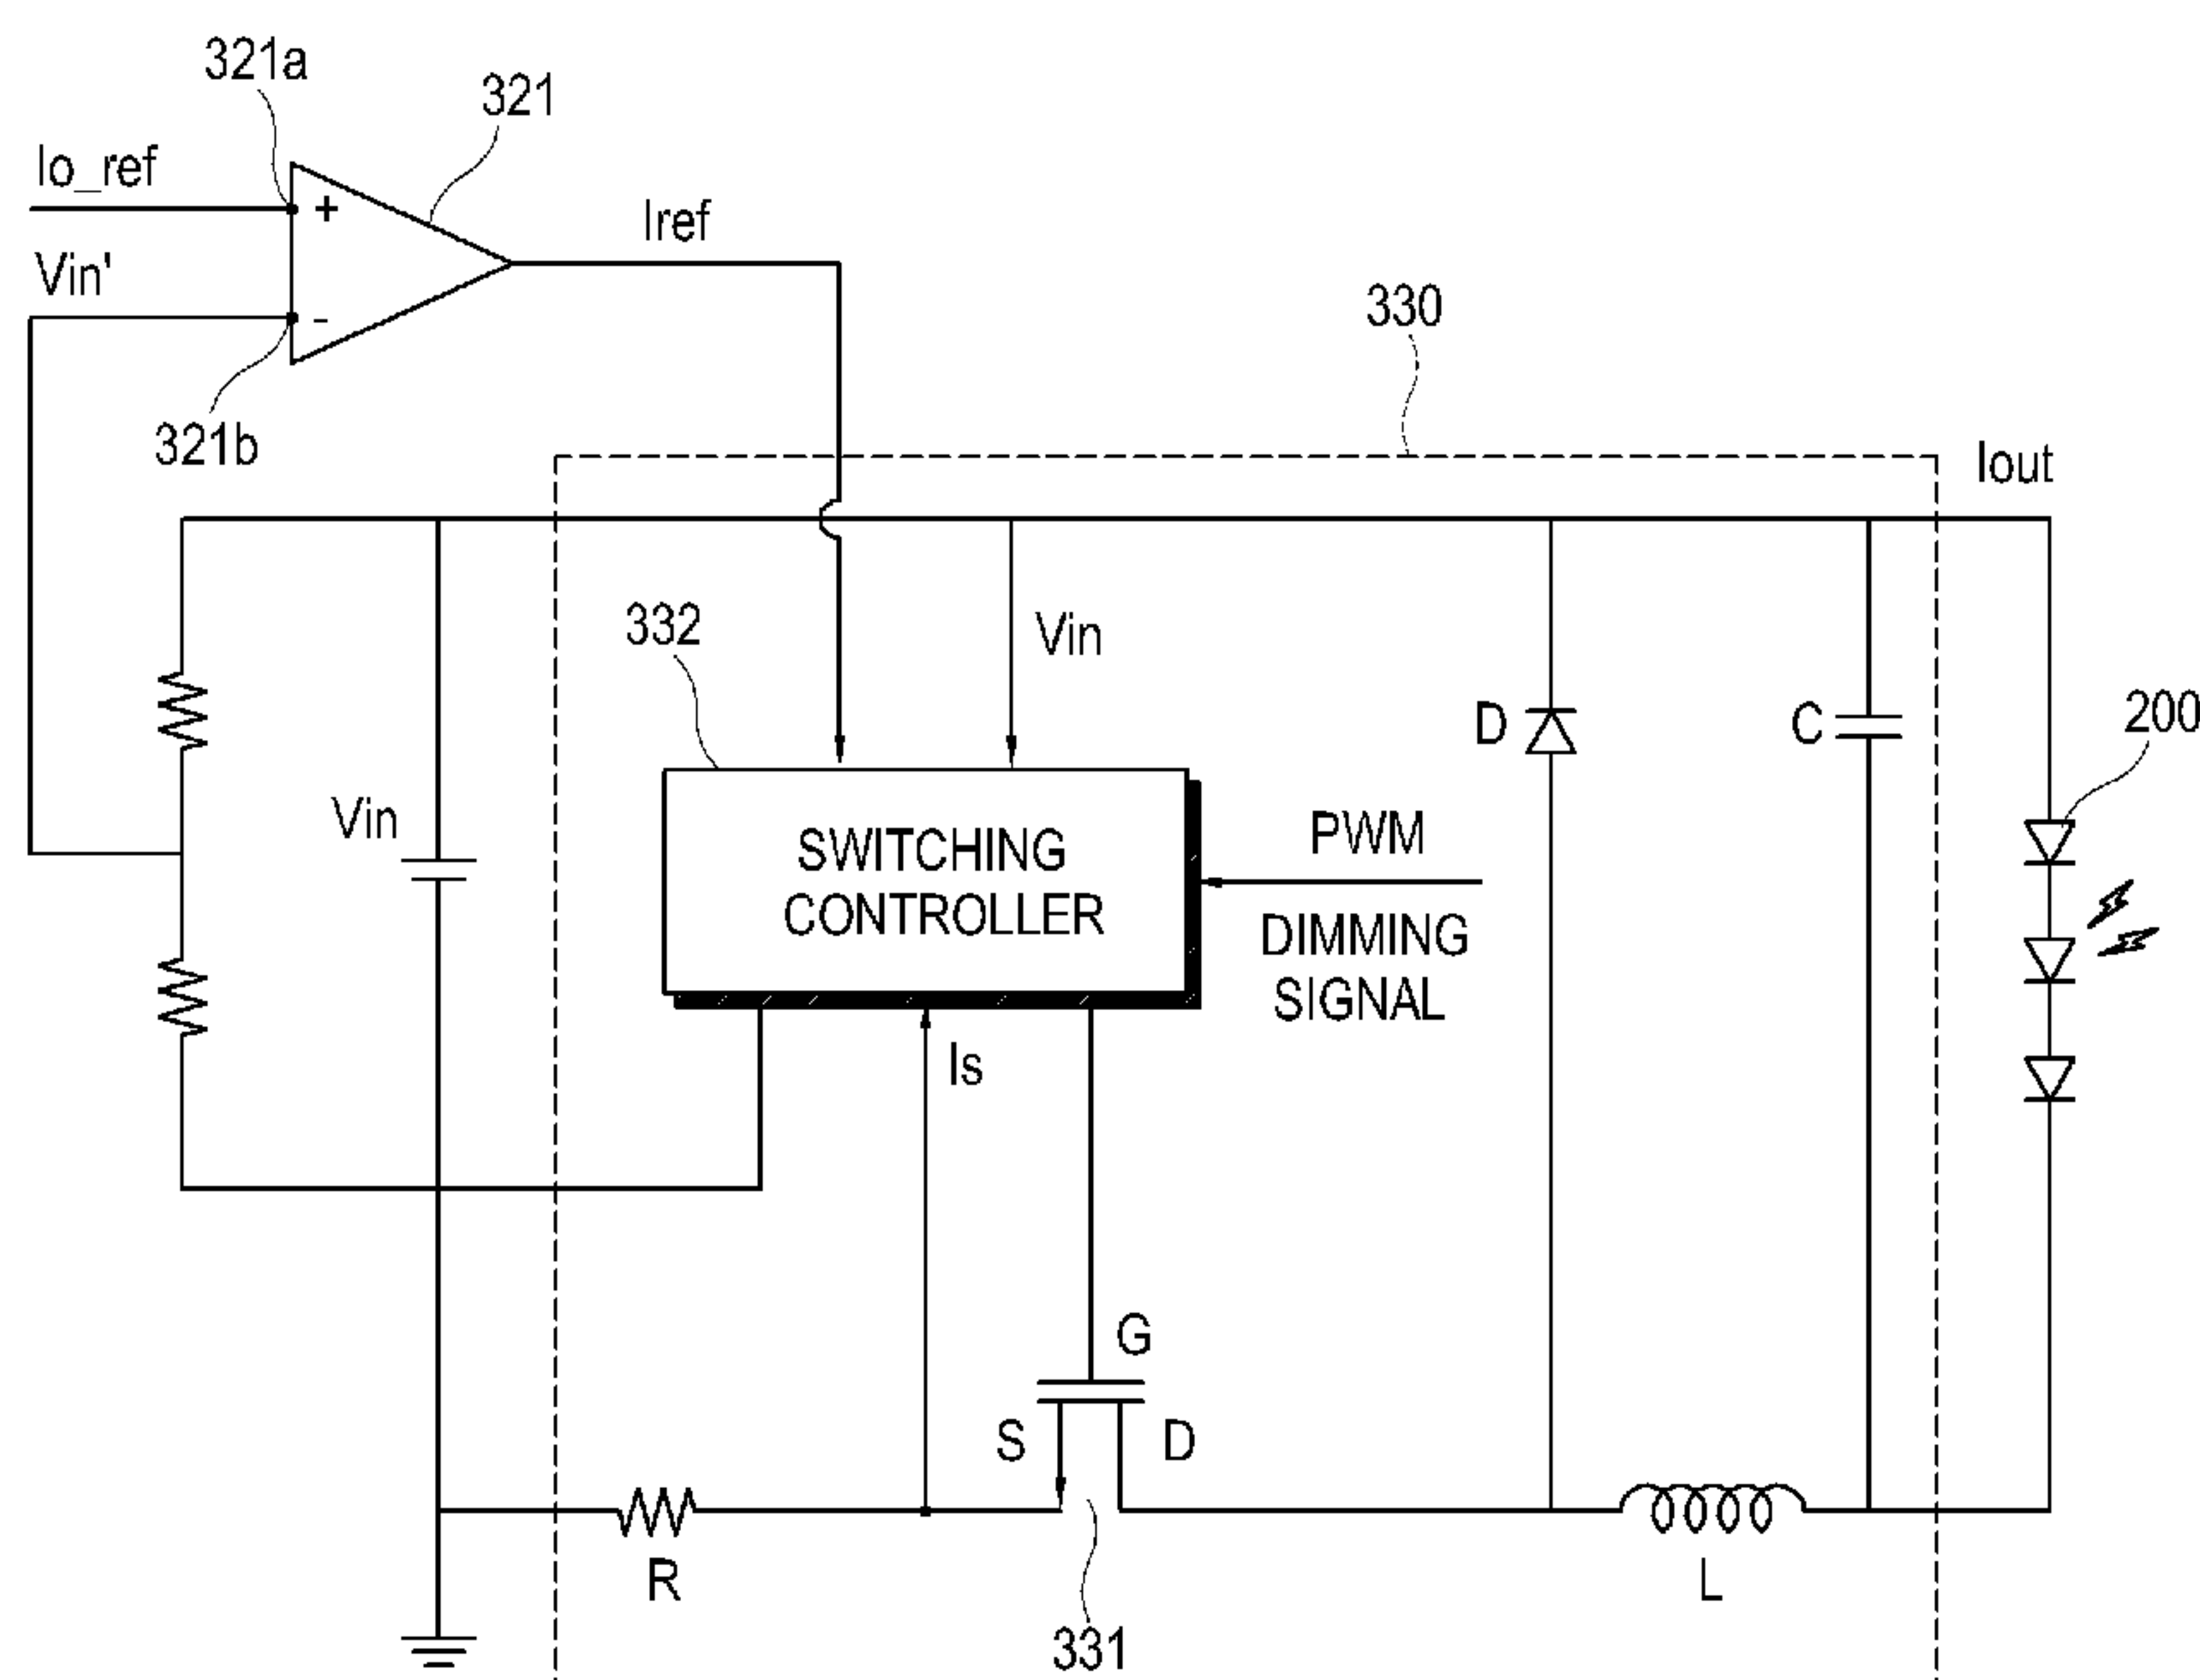 321a
321
Io_ref
+
Iref
Vin'
-
330
321b
Iout
332
Vin
D
C
200
Vin
SWITCHING
CONTROLLER
PWM
DIMMING
SIGNAL
Is
G
S
D
R
L
331